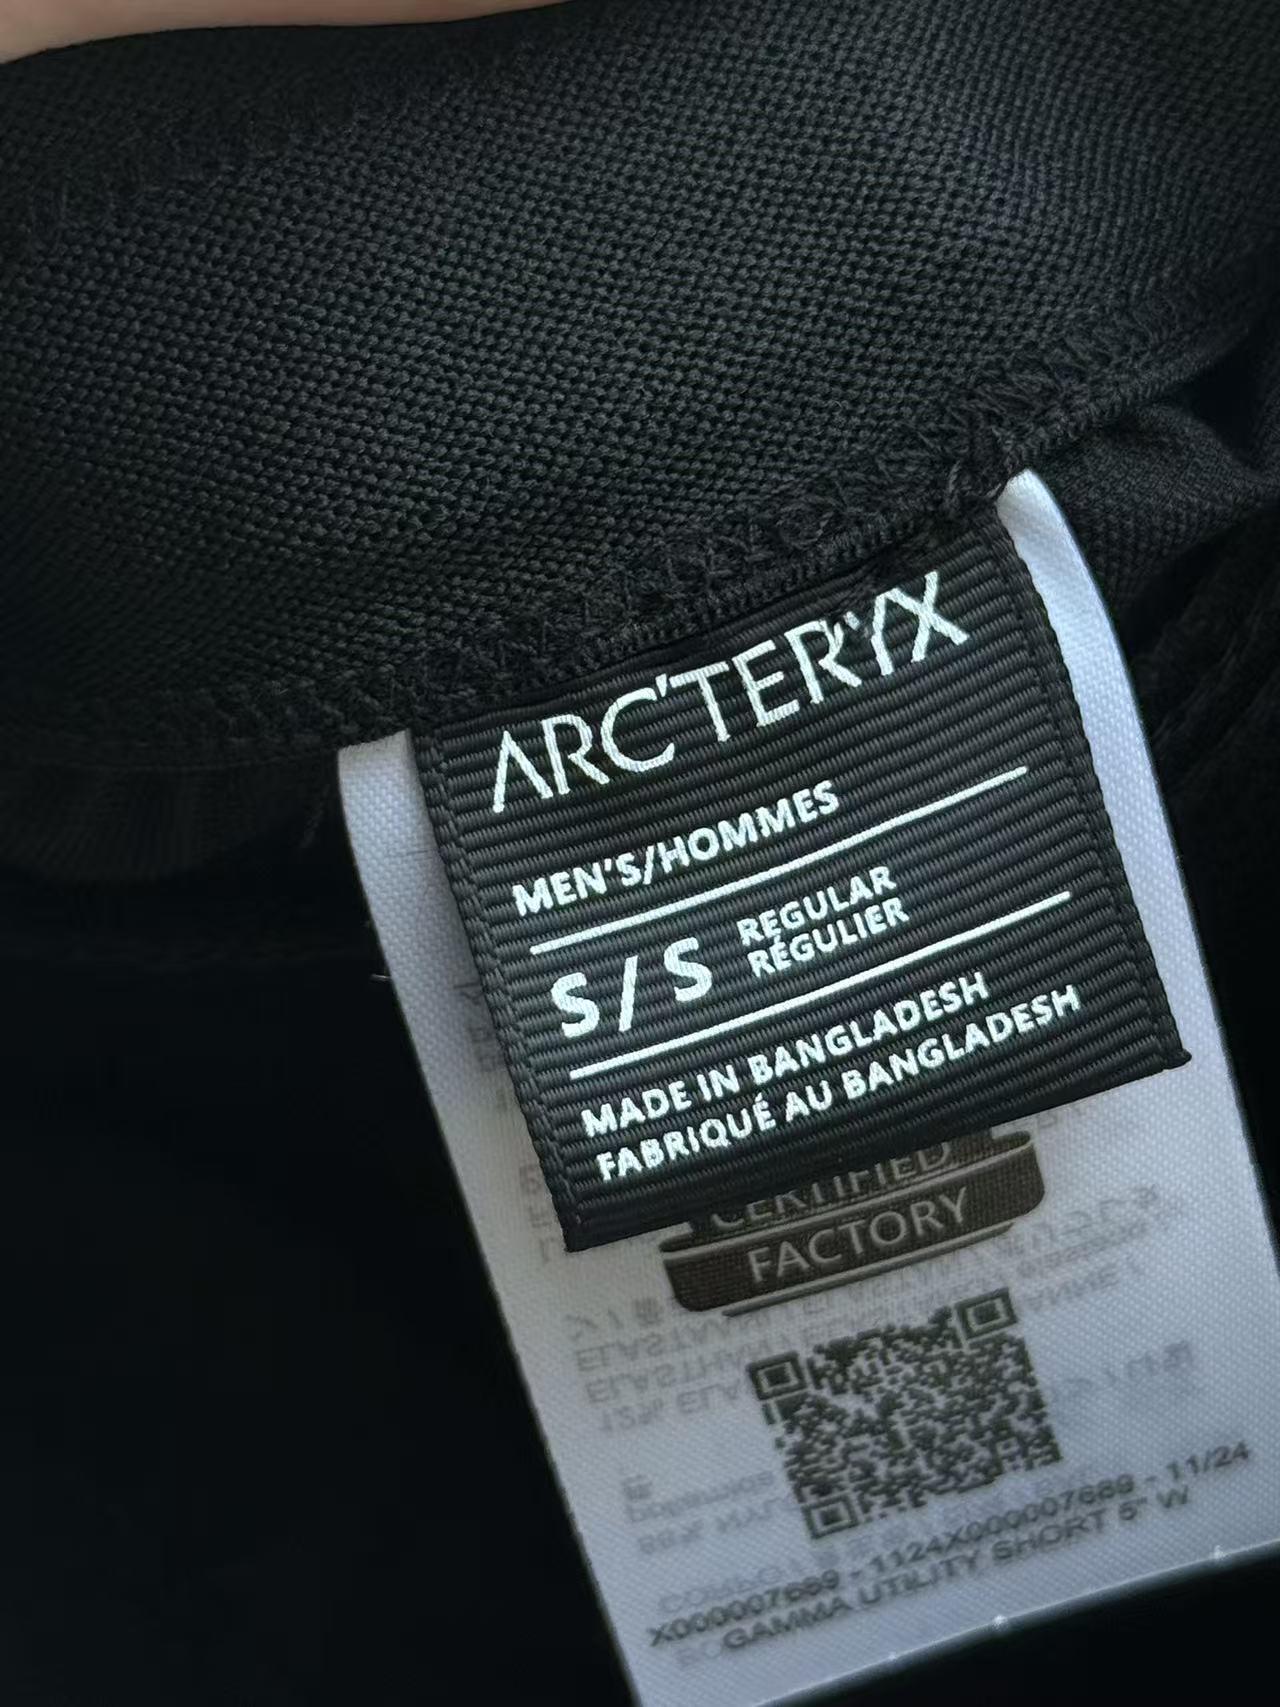 ARC'TERYX
MEN'S/HOMMES
S/S REGULAR
RÉGULIER
MADE IN BANGLADESH
FABRIQUÉ AU BANGLADESH
CERTIFIED
FACTORY
X000007689 - 1124X000007689 - 11/24
GAMMA UTILITY SHORT 5" W